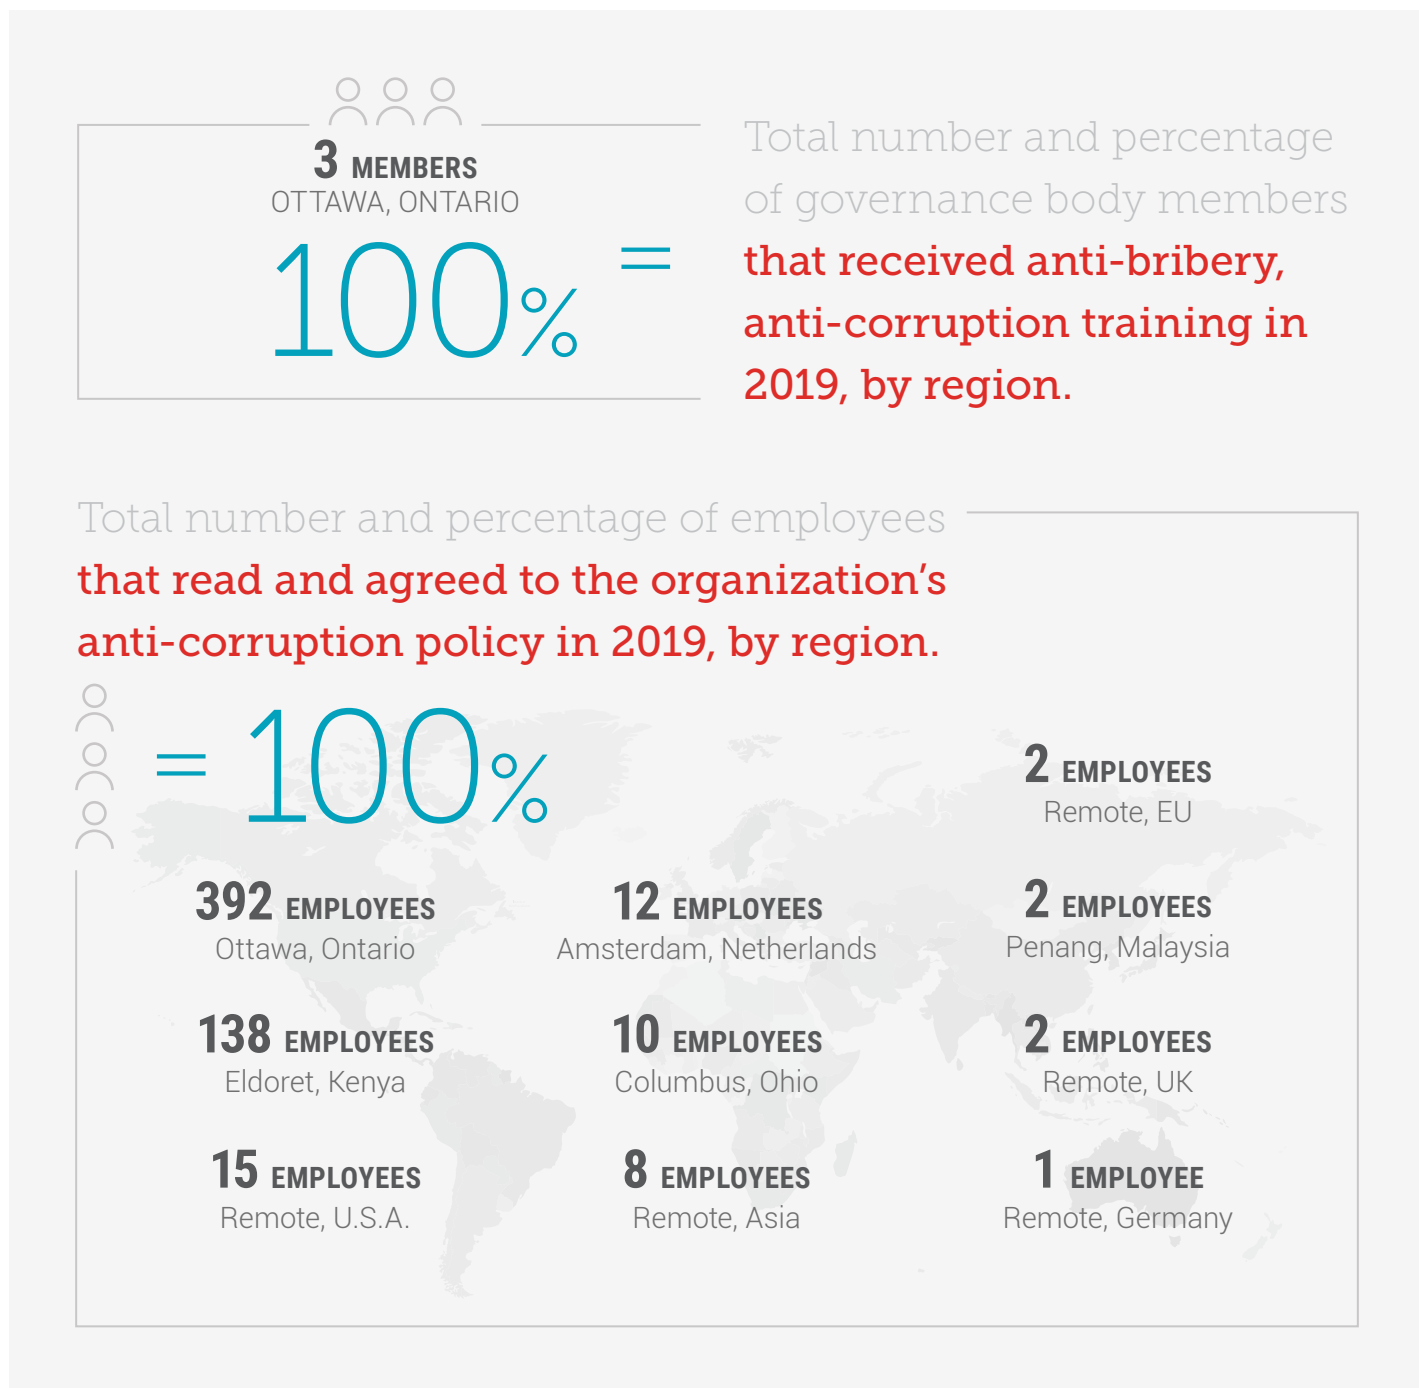 3 MEMBERS
OTTAWA, ONTARIO
100% =
Total number and percentage
of governance body members
that received anti-bribery,
anti-corruption training in
2019, by region.
Total number and percentage of employees
that read and agreed to the organization's
anti-corruption policy in 2019, by region.
= 100%
392 EMPLOYEES
Ottawa, Ontario
138 EMPLOYEES
Eldoret, Kenya
15 EMPLOYEES
Remote, U.S.A.
12 EMPLOYEES
Amsterdam, Netherlands
10 EMPLOYEES
Columbus, Ohio
8 EMPLOYEES
Remote, Asia
2 EMPLOYEES
Remote, EU
2 EMPLOYEES
Penang, Malaysia
2 EMPLOYEES
Remote, UK
1 EMPLOYEE
Remote, Germany